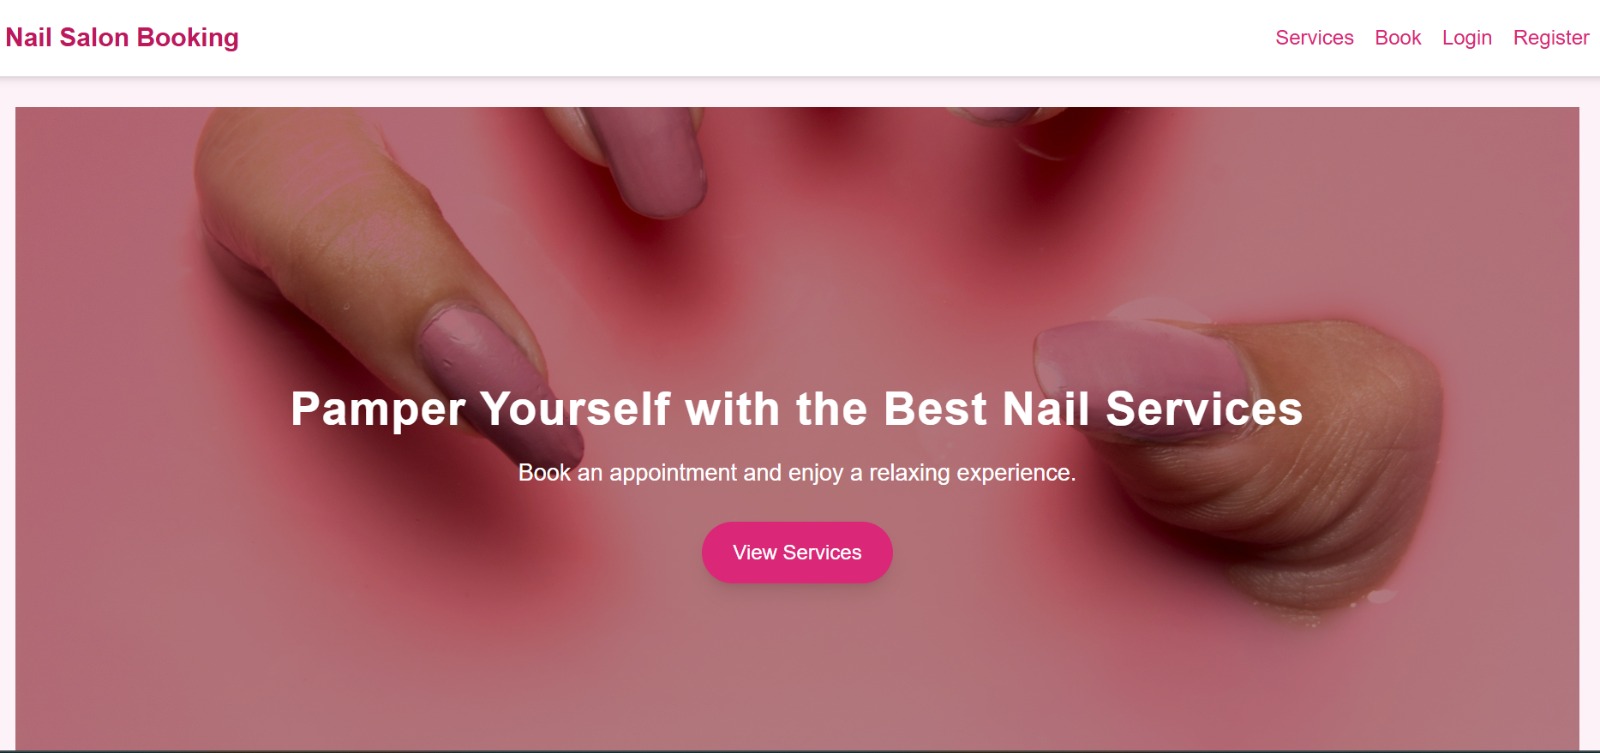 Nail Salon Booking
Services Book Login Register
Pamper Yourself with the Best Nail Services
Book an appointment and enjoy a relaxing experience.
View Services